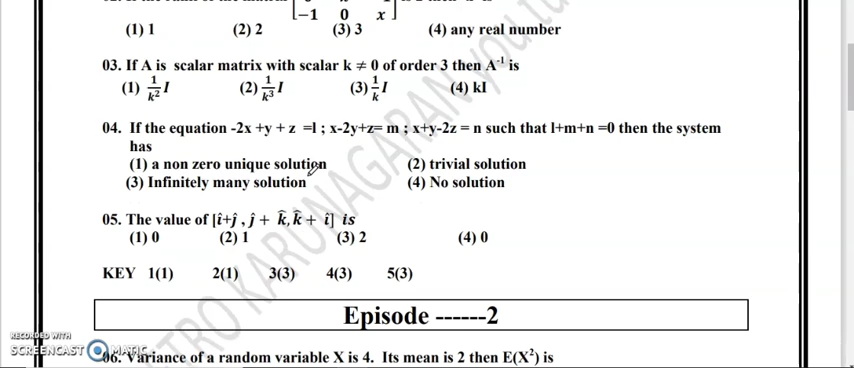 −1 0 x
(1) 1 (2) 2 (3) 3 (4) any real number
03. If A is scalar matrix with scalar k ≠ 0 of order 3 then A⁻¹ is
(1) 1/k² I (2) 1/k³ I (3) 1/k I (4) kI
04. If the equation -2x +y + z =l ; x-2y+z= m ; x+y-2z = n such that l+m+n =0 then the system
has
(1) a non zero unique solution (2) trivial solution
(3) Infinitely many solution (4) No solution
05. The value of [î+ĵ , ĵ + k̂, k̂ + î] is
(1) 0 (2) 1 (3) 2 (4) 0
KEY 1(1) 2(1) 3(3) 4(3) 5(3)
Episode ------2
06. Variance of a random variable X is 4. Its mean is 2 then E(X²) is
RECORDED WITH
SCREENCAST MATIC
KARUNAGARAN you tu